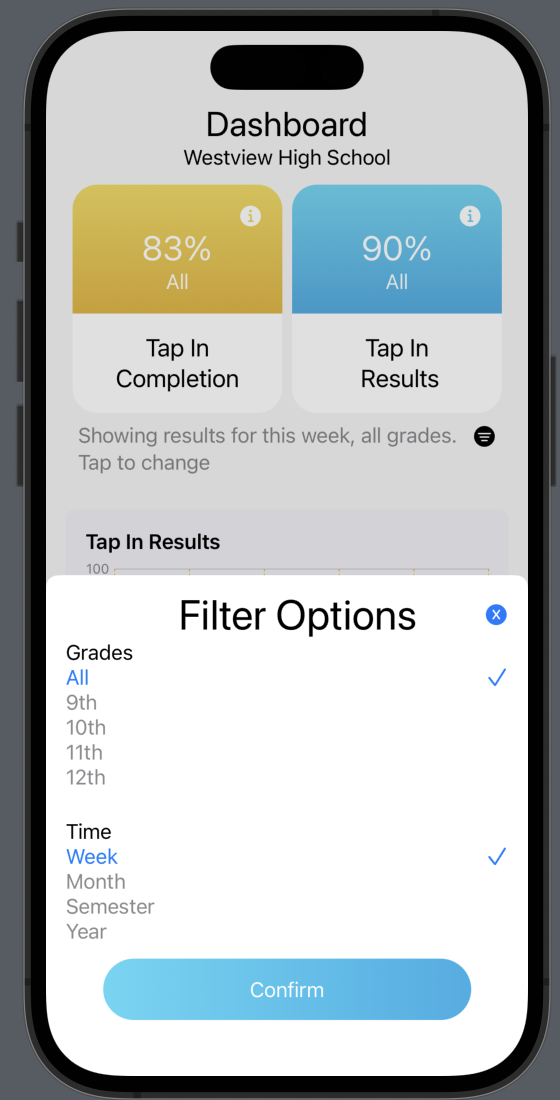 Dashboard
Westview High School
83%
All
90%
All
Tap In
Completion
Tap In
Results
Showing results for this week, all grades.
Tap to change
Tap In Results
100
Filter Options
X
Grades
All
9th
10th
11th
12th
Time
Week
Month
Semester
Year
Confirm